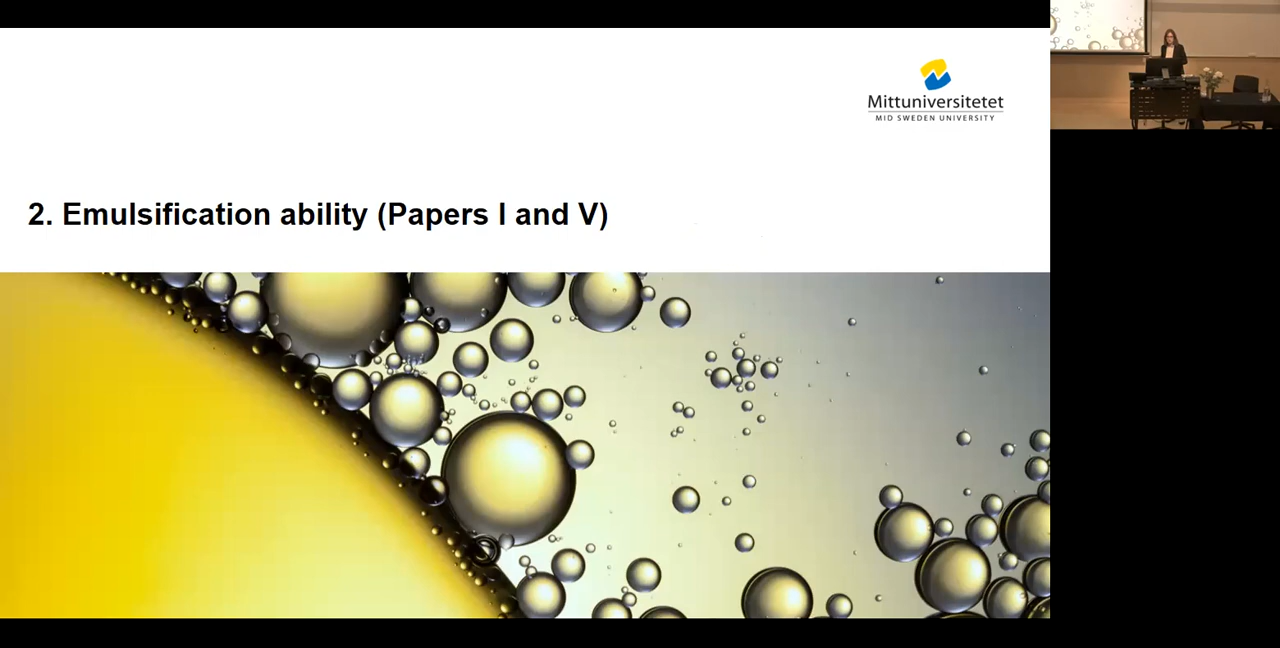 Mittuniversitetet
MID SWEDEN UNIVERSITY
2. Emulsification ability (Papers I and V)